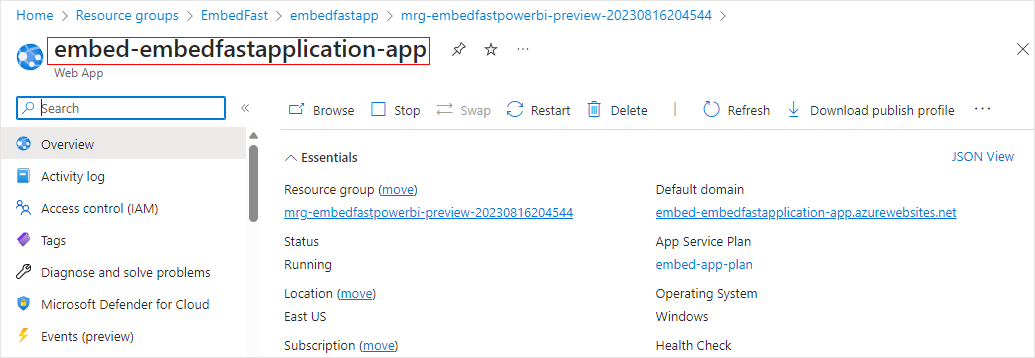 Home > Resource groups > EmbedFast > embedfastapp > mrg-embedfastpowerbi-preview-20230816204544 >
embed-embedfastapplication-app
Web App
Search
Browse Stop Swap Restart Delete Refresh Download publish profile
Overview
Activity log
Access control (IAM)
Tags
Diagnose and solve problems
Microsoft Defender for Cloud
Events (preview)
Essentials JSON View
Resource group (move)
mrg-embedfastpowerbi-preview-20230816204544
Status
Running
Location (move)
East US
Subscription (move)
Default domain
embed-embedfastapplication-app.azurewebsites.net
App Service Plan
embed-app-plan
Operating System
Windows
Health Check